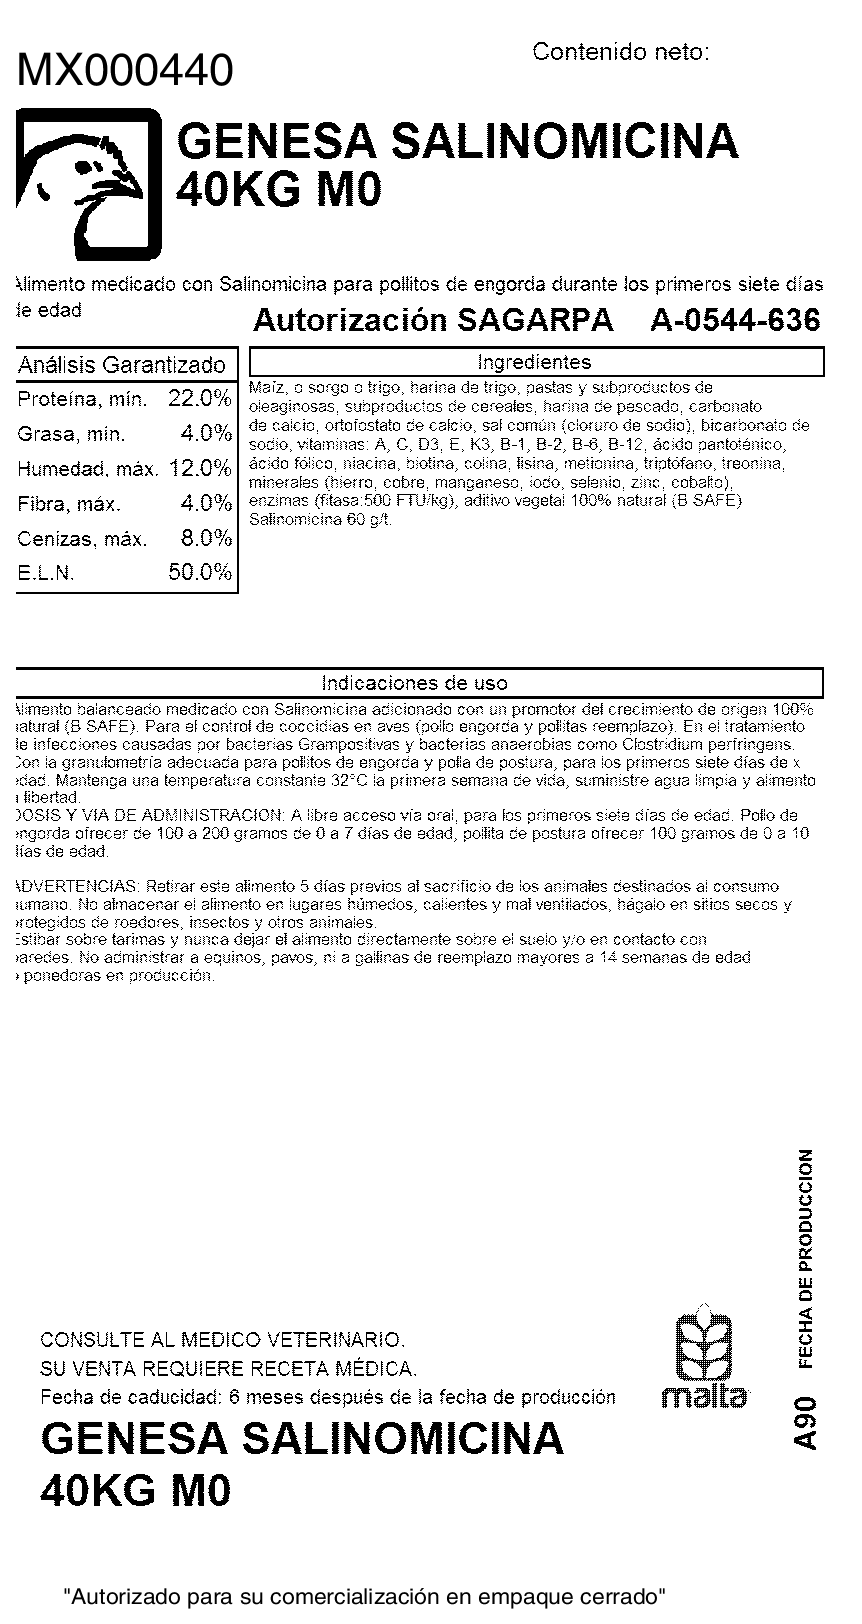 Contenido neto:
MX000440
GENESA SALINOMICINA
40KG M0
Alimento medicado con Salinomicina para pollitos de engorda durante los primeros siete días
de edad
Autorización SAGARPA A-0544-636
Análisis Garantizado
Proteína, mín. 22.0%
Grasa, mín. 4.0%
Humedad, máx. 12.0%
Fibra, máx. 4.0%
Cenizas, máx. 8.0%
E.L.N. 50.0%
Ingredientes
Maíz, o sorgo o trigo, harina de trigo, pastas y subproductos de
oleaginosas, subproductos de cereales, harina de pescado, carbonato
de calcio, ortofosfato de calcio, sal común (cloruro de sodio), bicarbonato de
sodio, vitaminas: A, C, D3, E, K3, B-1, B-2, B-6, B-12, ácido pantoténico,
ácido fólico, niacina, biotina, colina, lisina, metionina, triptófano, treonina,
minerales (hierro, cobre, manganeso, iodo, selenio, zinc, cobalto),
enzimas (fitasa:500 FTU/kg), aditivo vegetal 100% natural (B SAFE)
Salinomicina 60 g/t.
Indicaciones de uso
Alimento balanceado medicado con Salinomicina adicionado con un promotor del crecimiento de origen 100%
natural (B SAFE). Para el control de coccidias en aves (pollo engorda y pollitas reemplazo). En el tratamiento
de infecciones causadas por bacterias Grampositivas y bacterias anaerobias como Clostridium perfringens.
Con la granulometría adecuada para pollitos de engorda y polla de postura, para los primeros siete días de x
edad. Mantenga una temperatura constante 32°C la primera semana de vida, suministre agua limpia y alimento
a libertad.
DOSIS Y VIA DE ADMINISTRACION: A libre acceso vía oral, para los primeros siete días de edad. Pollo de
engorda ofrecer de 100 a 200 gramos de 0 a 7 días de edad, pollita de postura ofrecer 100 gramos de 0 a 10
días de edad.
ADVERTENCIAS: Retirar este alimento 5 días previos al sacrificio de los animales destinados al consumo
humano. No almacenar el alimento en lugares húmedos, calientes y mal ventilados, hágalo en sitios secos y
protegidos de roedores, insectos y otros animales.
Estibar sobre tarimas y nunca dejar el alimento directamente sobre el suelo y/o en contacto con
paredes. No administrar a equinos, pavos, ni a gallinas de reemplazo mayores a 14 semanas de edad
o ponedoras en producción.
FECHA DE PRODUCCION
A90
CONSULTE AL MEDICO VETERINARIO.
SU VENTA REQUIERE RECETA MÉDICA.
Fecha de caducidad: 6 meses después de la fecha de producción
malta
GENESA SALINOMICINA
40KG M0
"Autorizado para su comercialización en empaque cerrado"